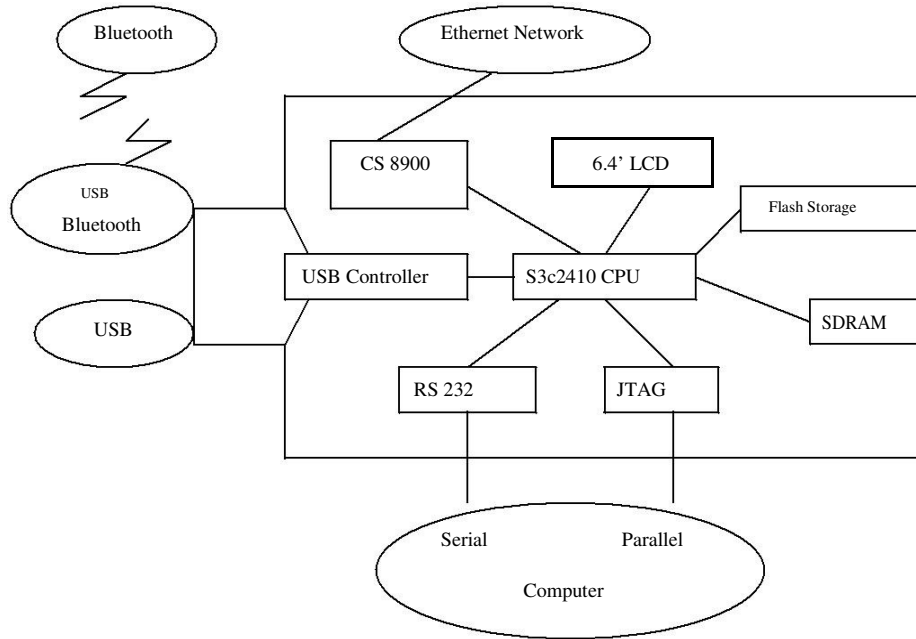 Bluetooth
Ethernet Network
CS 8900
6.4’ LCD
USB
Bluetooth
Flash Storage
USB Controller
S3c2410 CPU
USB
SDRAM
RS 232
JTAG
Serial
Parallel
Computer